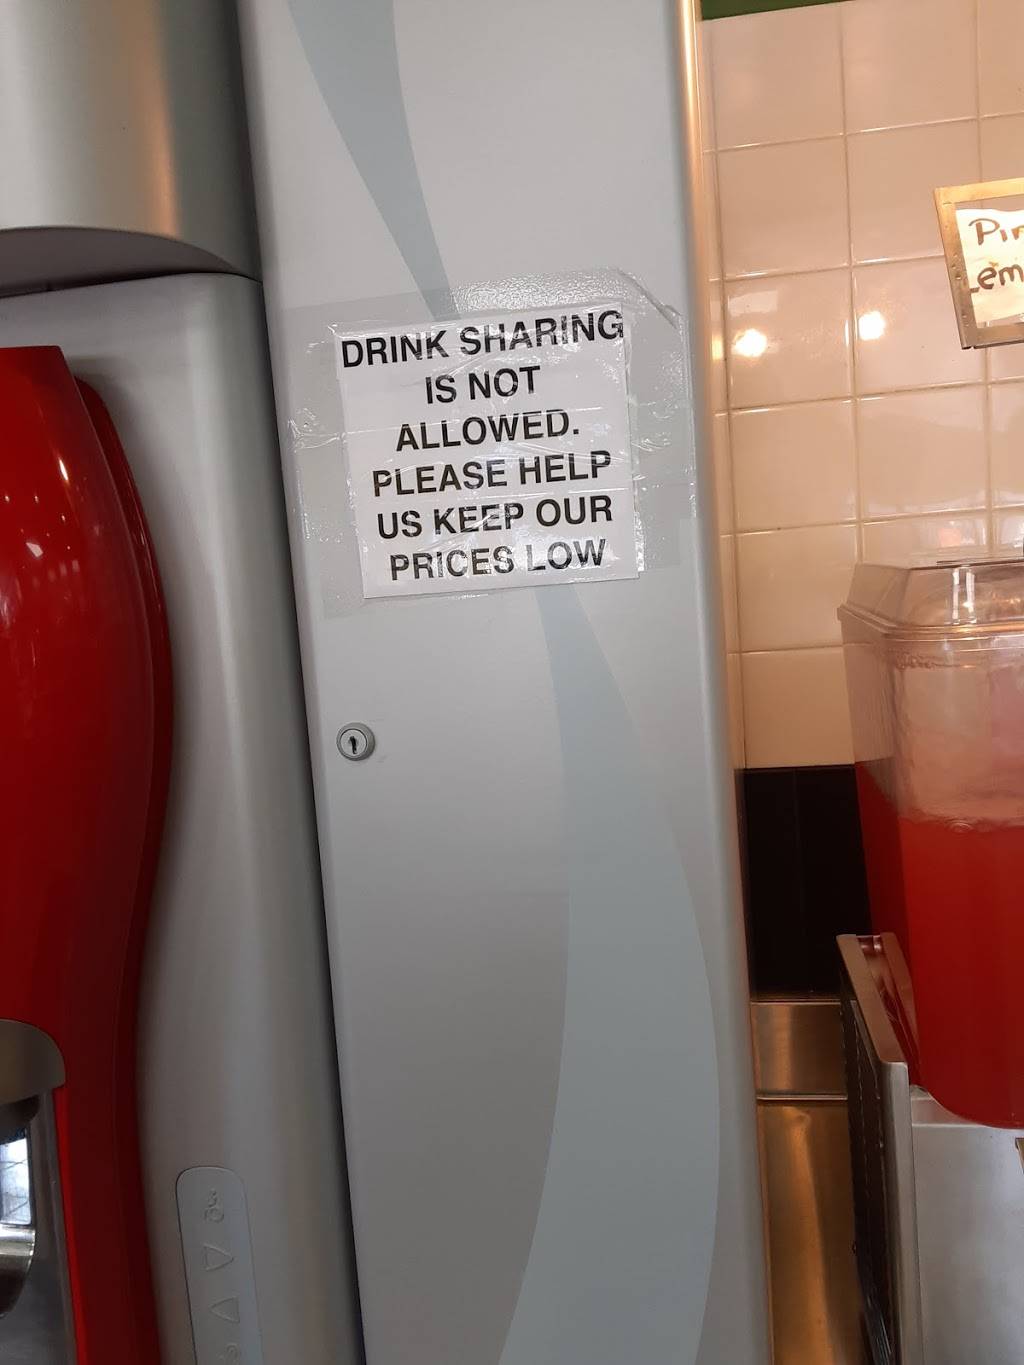 DRINK SHARING
IS NOT
ALLOWED.
PLEASE HELP
US KEEP OUR
PRICES LOW